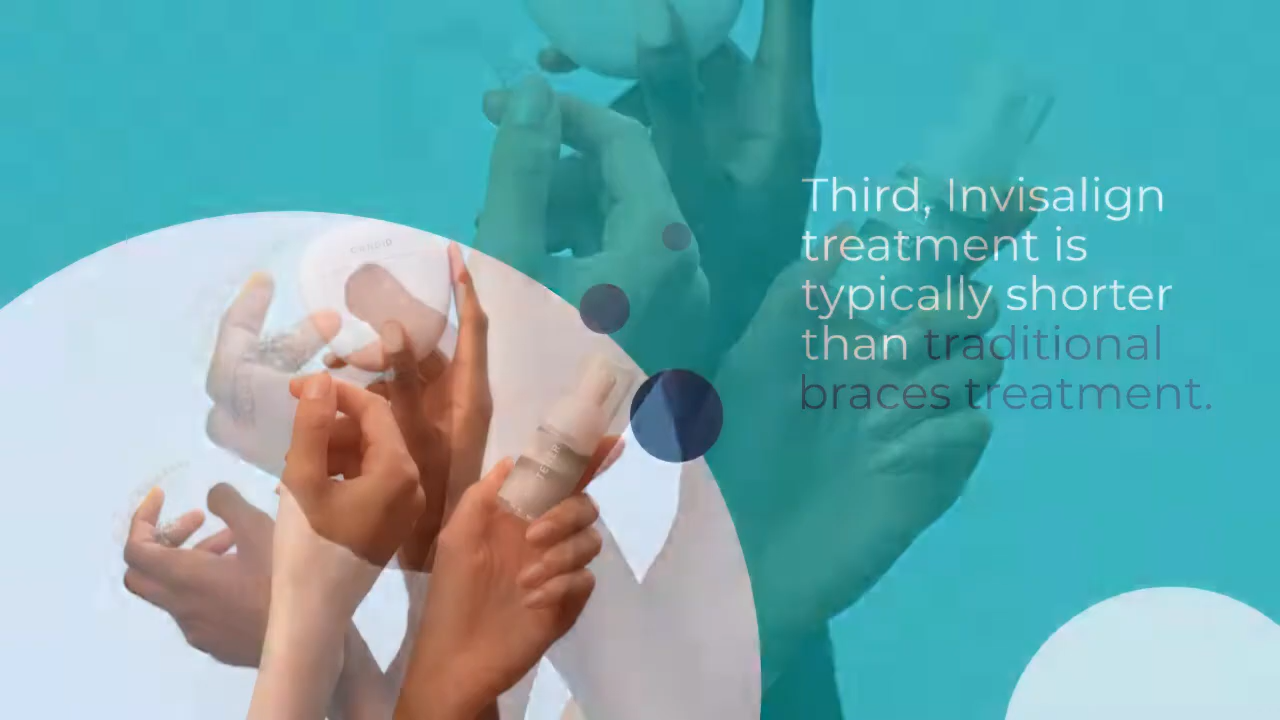 Third, Invisalign
treatment is
typically shorter
than traditional
braces treatment.